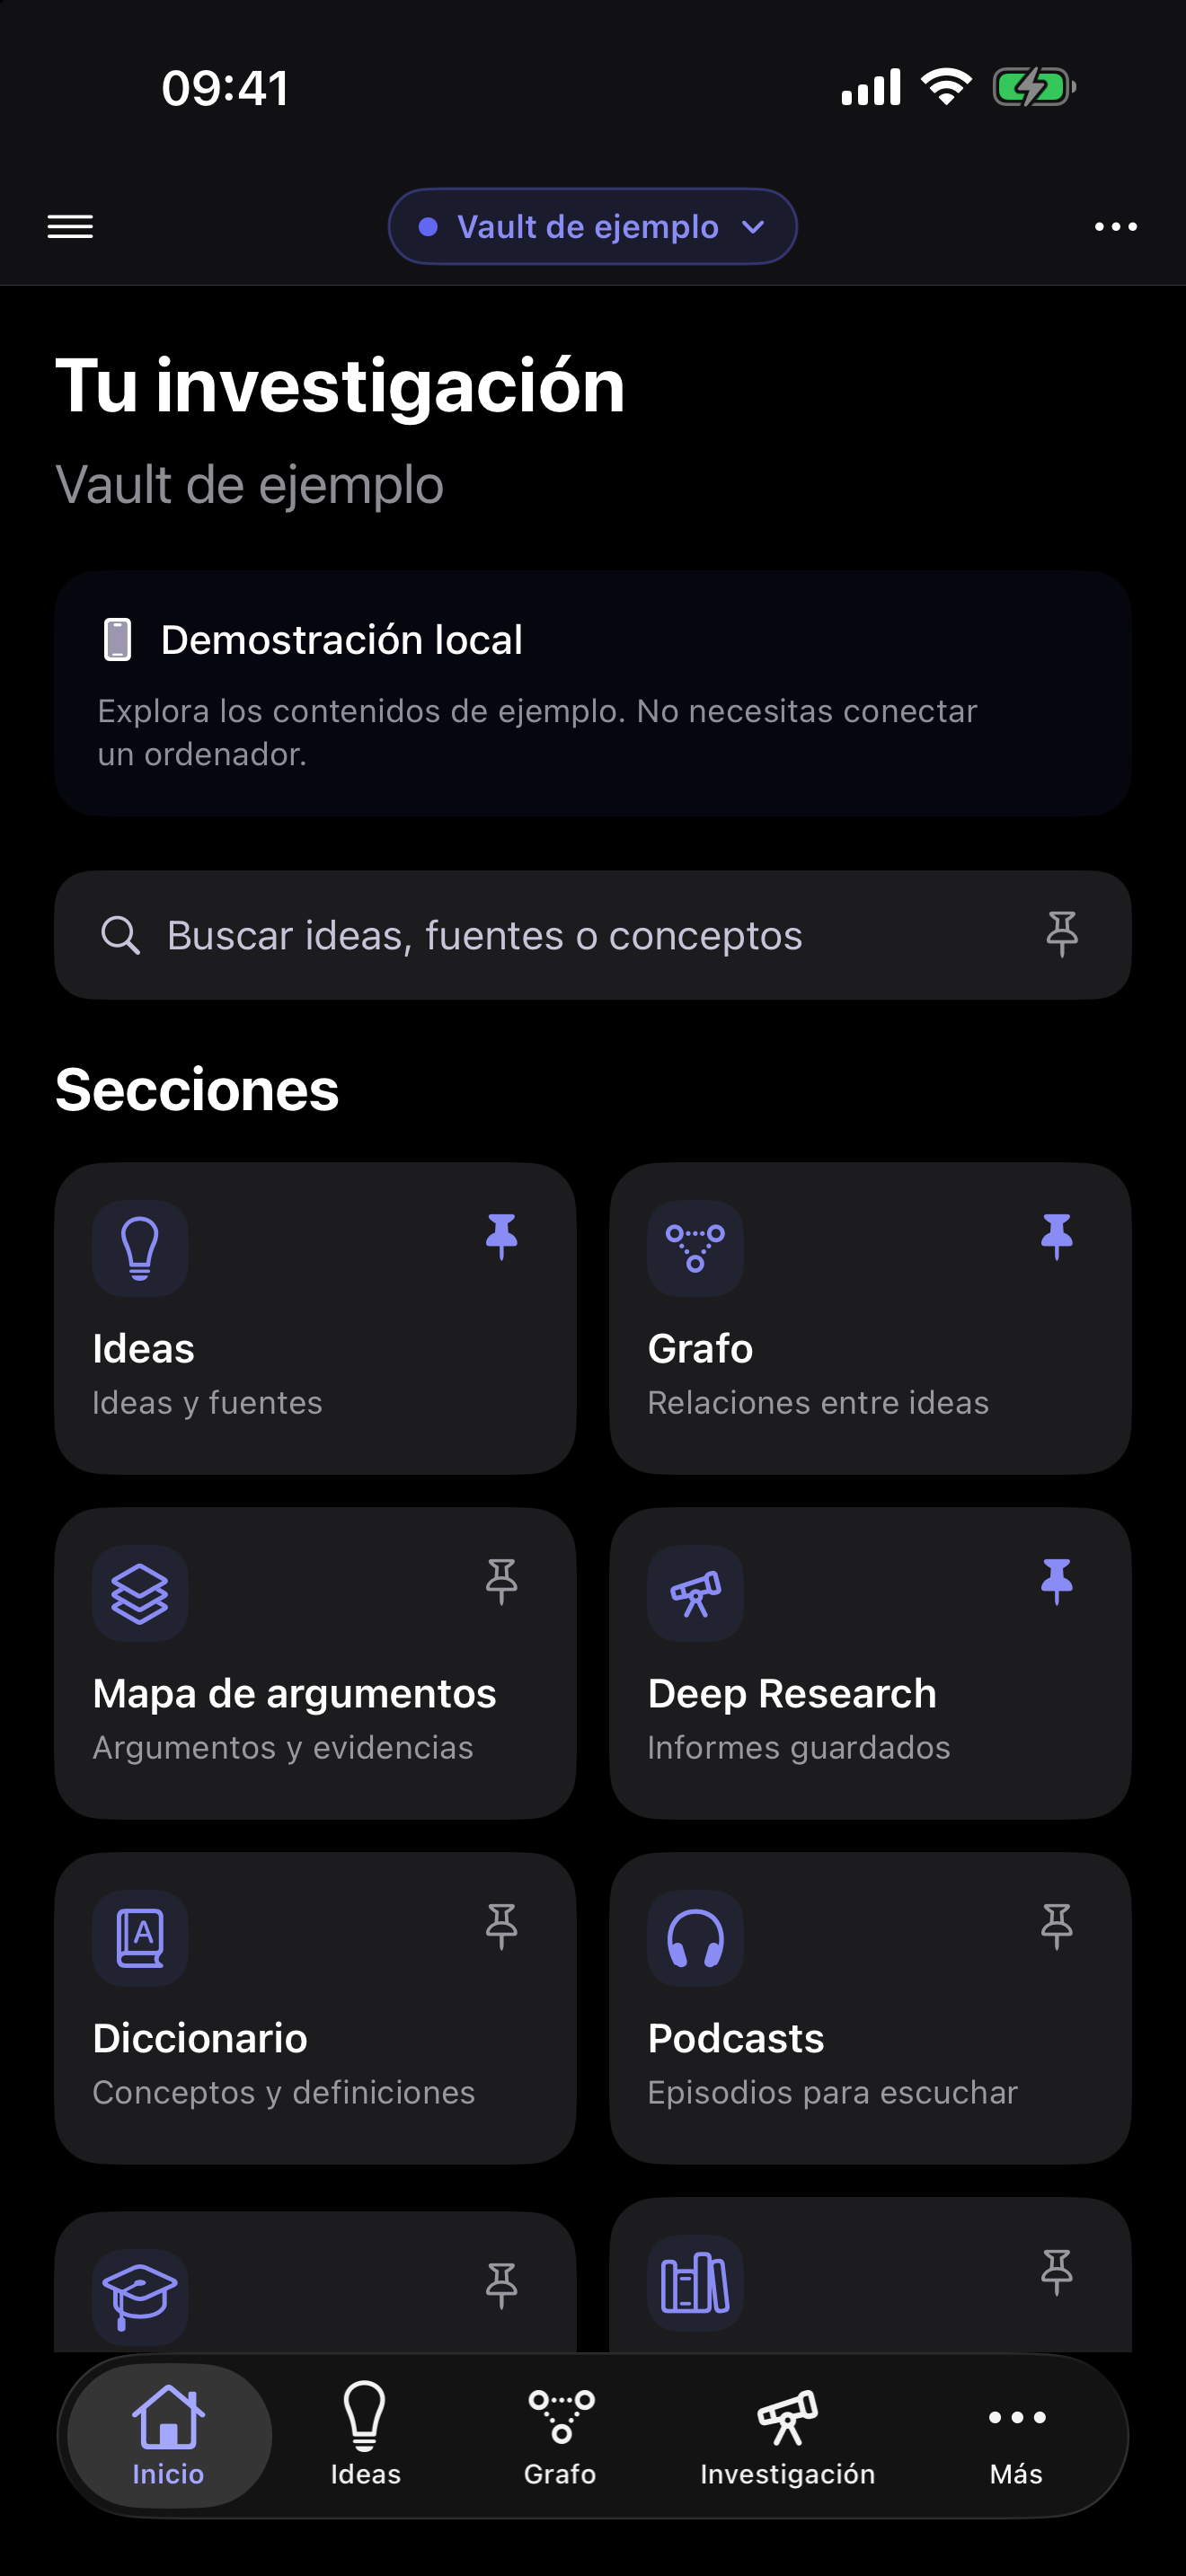 09:41
Vault de ejemplo
Tu investigación
Vault de ejemplo
Demostración local
Explora los contenidos de ejemplo. No necesitas conectar
un ordenador.
Buscar ideas, fuentes o conceptos
Secciones
Ideas
Ideas y fuentes
Grafo
Relaciones entre ideas
Mapa de argumentos
Argumentos y evidencias
Deep Research
Informes guardados
A
Diccionario
Conceptos y definiciones
Podcasts
Episodios para escuchar
Inicio
Ideas
Grafo
Investigación
Más